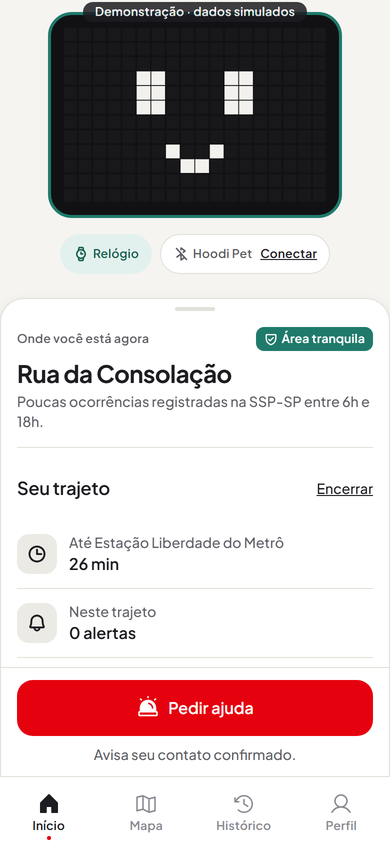 Demonstração · dados simulados
Relógio
Hoodi Pet Conectar
Onde você está agora
Área tranquila
Rua da Consolação
Poucas ocorrências registradas na SSP-SP entre 6h e
18h.
Seu trajeto
Encerrar
Até Estação Liberdade do Metrô
26 min
Neste trajeto
0 alertas
Pedir ajuda
Avisa seu contato confirmado.
Início
Mapa
Histórico
Perfil